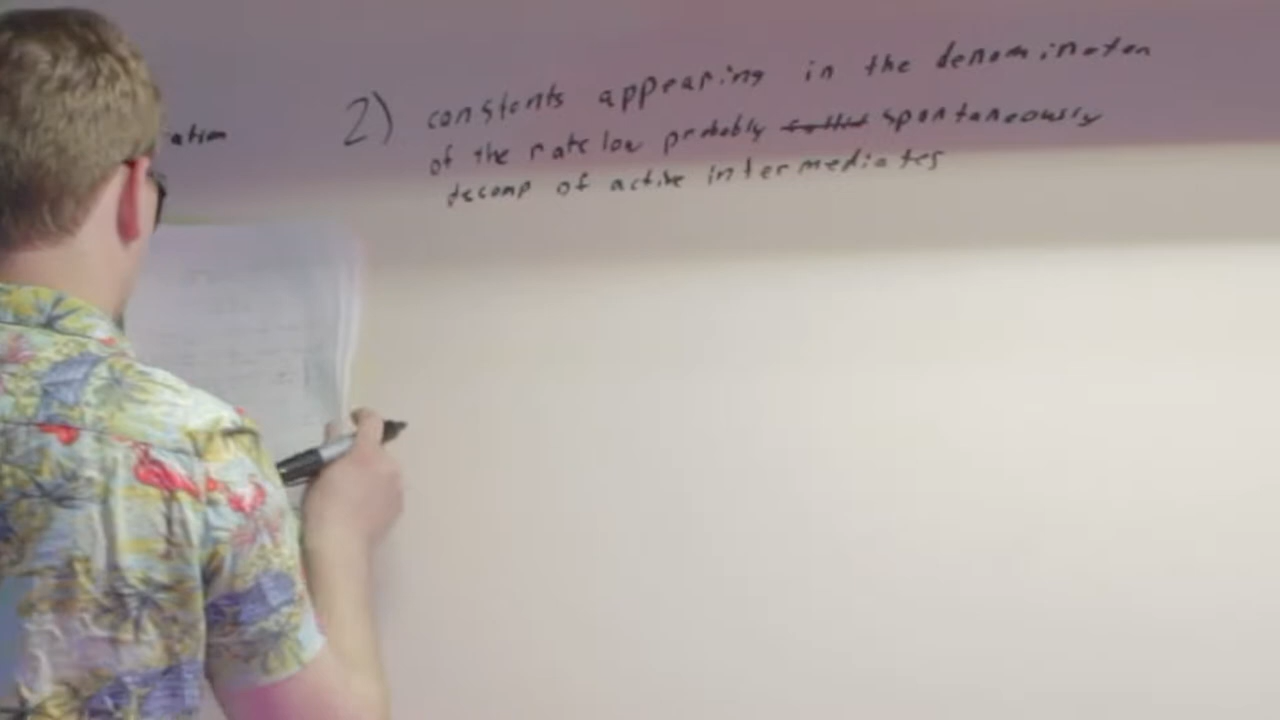 ation
2) constants appearing in the denominator
of the rate law probably spontaneously
decomp of active intermediates